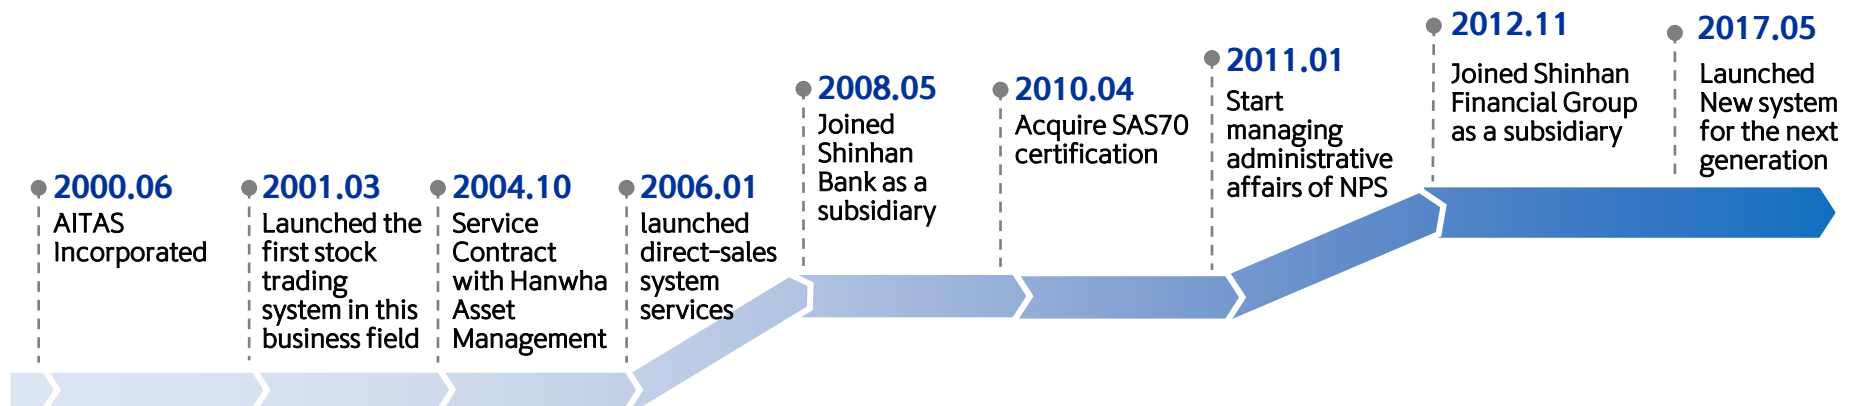 2000.06
AITAS
Incorporated
2001.03
Launched the
first stock
trading
system in this
business field
2004.10
Service
Contract
with Hanwha
Asset
Management
2006.01
launched
direct-sales
system
services
2008.05
Joined
Shinhan
Bank as a
subsidiary
2010.04
Acquire SAS70
certification
2011.01
Start
managing
administrative
affairs of NPS
2012.11
Joined Shinhan
Financial Group
as a subsidiary
2017.05
Launched
New system
for the next
generation